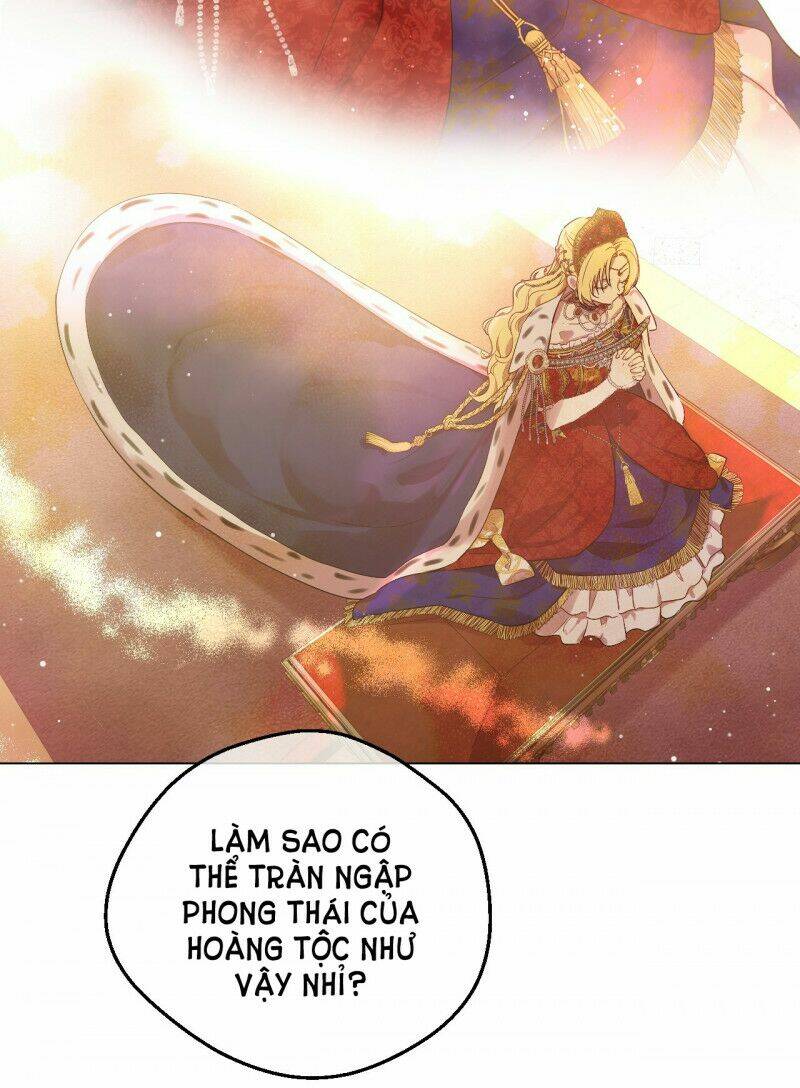 LÀM SAO CÓ
THỂ TRÀN NGẬP
PHONG THÁI CỦA
HOÀNG TỘC NHƯ
VẬY NHỈ?